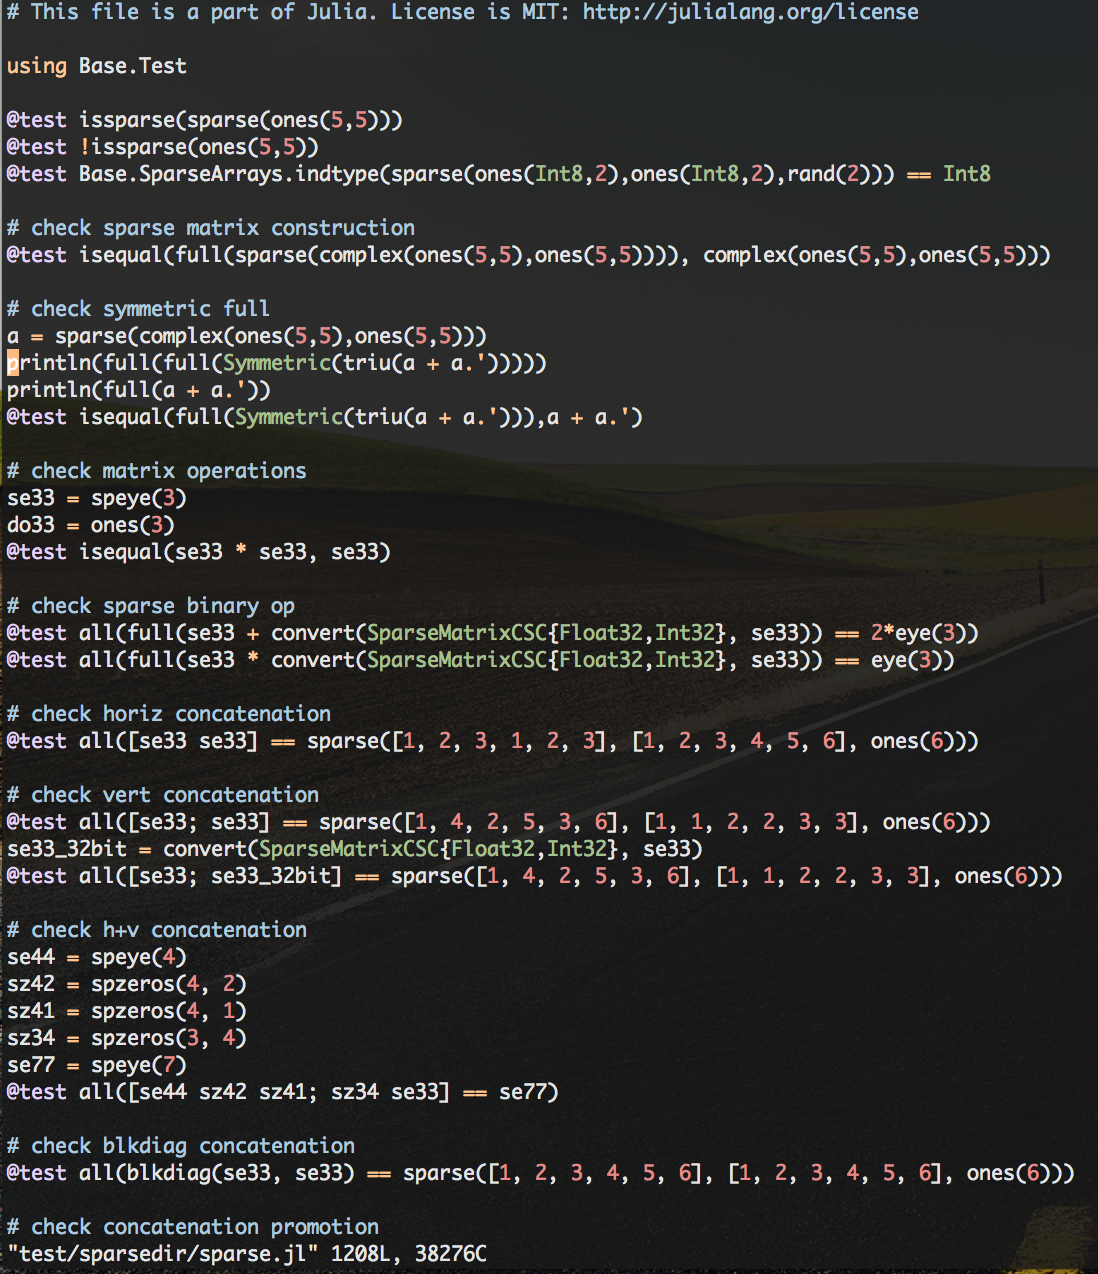 # This file is a part of Julia. License is MIT: http://julialang.org/license
using Base.Test
@test issparse(sparse(ones(5,5)))
@test !issparse(ones(5,5))
@test Base.SparseArrays.indtype(sparse(ones(Int8,2),ones(Int8,2),rand(2))) == Int8
# check sparse matrix construction
@test isequal(full(sparse(complex(ones(5,5),ones(5,5)))), complex(ones(5,5),ones(5,5)))
# check symmetric full
a = sparse(complex(ones(5,5),ones(5,5)))
println(full(full(Symmetric(triu(a + a.')))))
println(full(a + a.'))
@test isequal(full(Symmetric(triu(a + a.'))),a + a.')
# check matrix operations
se33 = speye(3)
do33 = ones(3)
@test isequal(se33 * se33, se33)
# check sparse binary op
@test all(full(se33 + convert(SparseMatrixCSC{Float32,Int32}, se33)) == 2*eye(3))
@test all(full(se33 * convert(SparseMatrixCSC{Float32,Int32}, se33)) == eye(3))
# check horiz concatenation
@test all([se33 se33] == sparse([1, 2, 3, 1, 2, 3], [1, 2, 3, 4, 5, 6], ones(6)))
# check vert concatenation
@test all([se33; se33] == sparse([1, 4, 2, 5, 3, 6], [1, 1, 2, 2, 3, 3], ones(6)))
se33_32bit = convert(SparseMatrixCSC{Float32,Int32}, se33)
@test all([se33; se33_32bit] == sparse([1, 4, 2, 5, 3, 6], [1, 1, 2, 2, 3, 3], ones(6)))
# check h+v concatenation
se44 = speye(4)
sz42 = spzeros(4, 2)
sz41 = spzeros(4, 1)
sz34 = spzeros(3, 4)
se77 = speye(7)
@test all([se44 sz42 sz41; sz34 se33] == se77)
# check blkdiag concatenation
@test all(blkdiag(se33, se33) == sparse([1, 2, 3, 4, 5, 6], [1, 2, 3, 4, 5, 6], ones(6)))
# check concatenation promotion
"test/sparsedir/sparse.jl" 1208L, 38276C